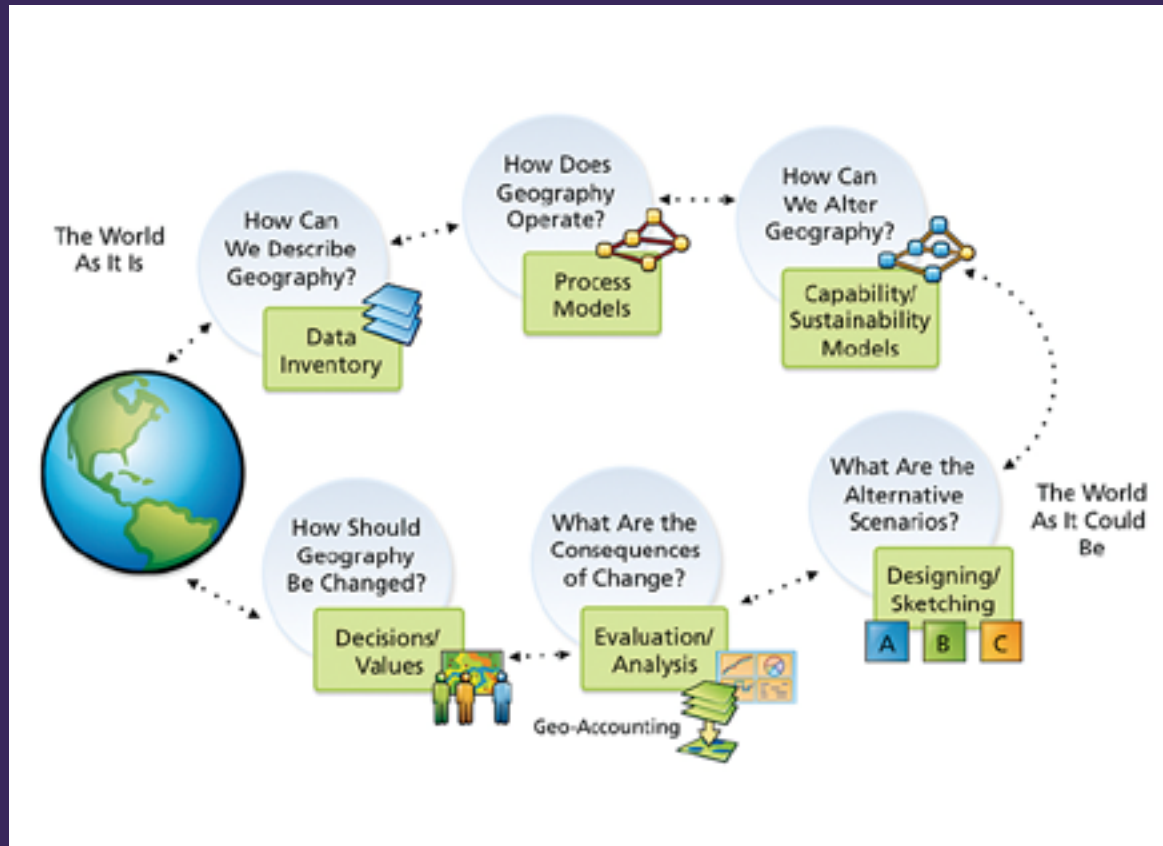 The World
As It Is
How Can
We Describe
Geography?
Data
Inventory
How Does
Geography
Operate?
Process
Models
How Can
We Alter
Geography?
Capability/
Sustainability
Models
The World
As It Could
Be
What Are the
Alternative
Scenarios?
Designing/
Sketching
A B C
What Are the
Consequences
of Change?
Evaluation/
Analysis
Geo-Accounting
How Should
Geography
Be Changed?
Decisions/
Values